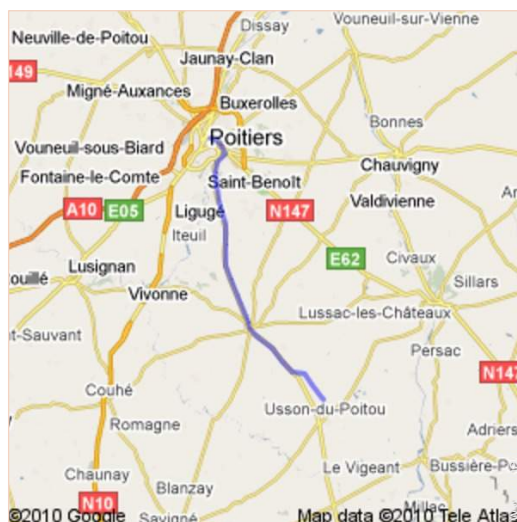 Dissay
Vouneuil-sur-Vienne
Neuville-de-Poitou
Jaunay-Clan
149
Migné-Auxances
Buxerolles
Bonnes
Vouneuil-sous-Biard
Poitiers
Chauvigny
Fontaine-le-Comte
Saint-Benoît
Valdivienne
A10
E05
Ligugé
N147
Iteuil
E62
Civaux
ouillé
Lusignan
Sillars
Vivonne
Lussac-les-Châteaux
t-Sauvant
Persac
N147
Couhé
Usson-du-Poitou
Romagne
Adriers
Chaunay
Le Vigeant
Bussière-Po
Blanzay
N10
Millac
Savigné
©2010 Google
Map data ©2010 Tele Atlas